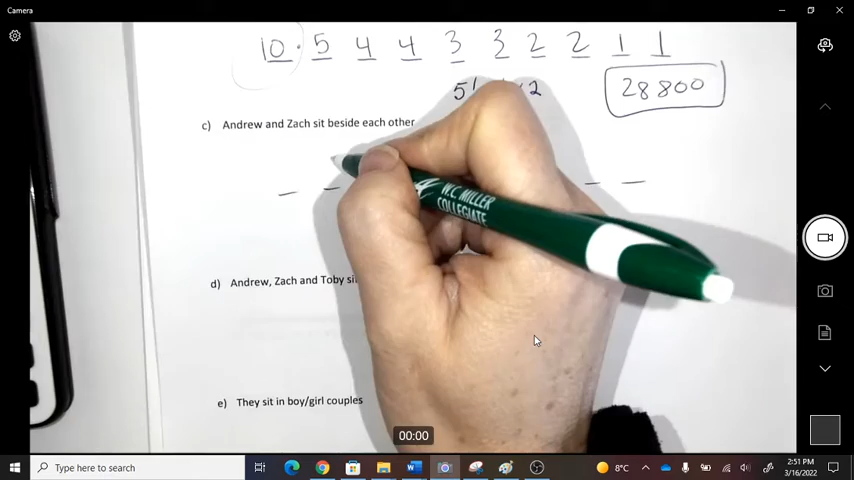 Camera
10 · 5 4 4 3 3 2 2 1 1
28800
c) Andrew and Zach sit beside each other
W.C. MILLER
COLLEGIATE
d) Andrew, Zach and Toby
e) They sit in boy/girl couples
00:00
Type here to search
8°C
2:51 PM
3/16/2022